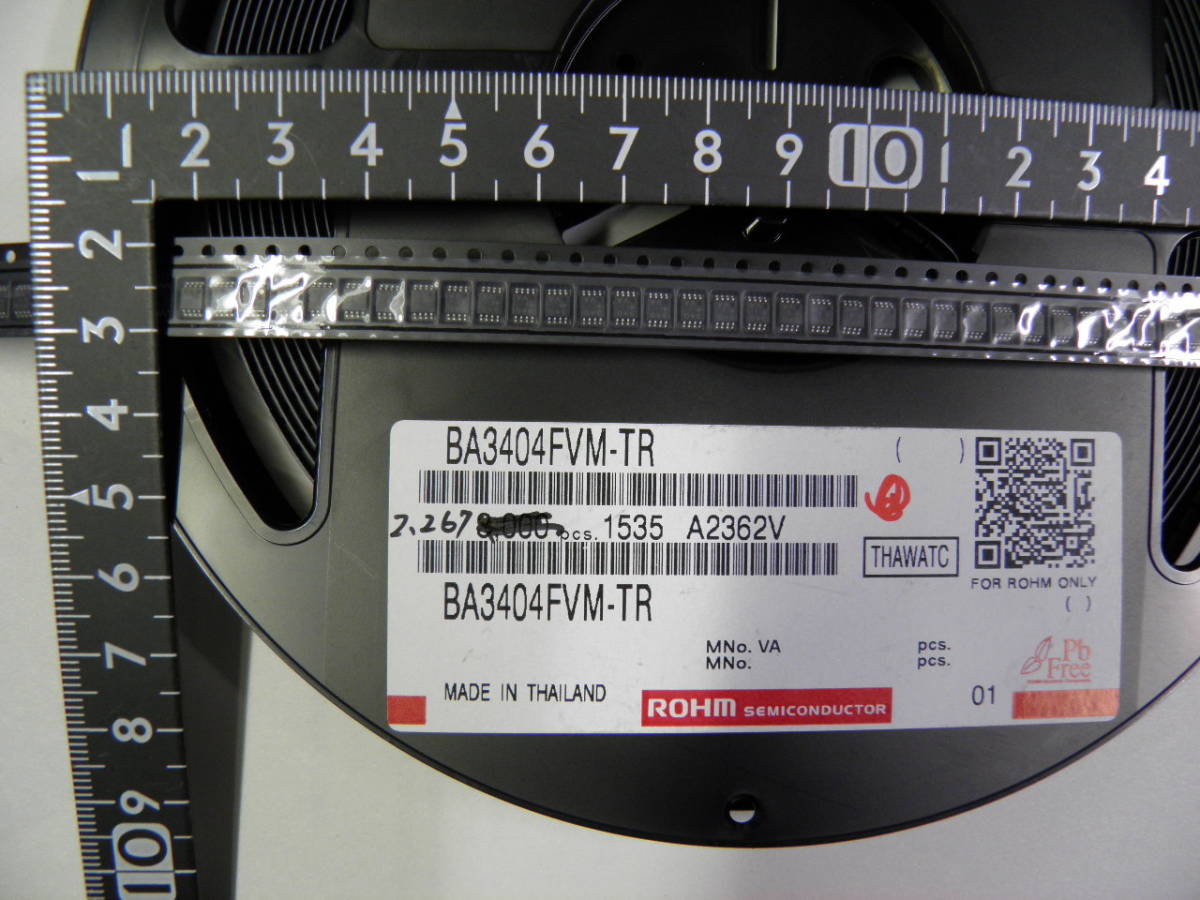 1 2 3 4 5 6 7 8 9 10 1 2 3 4
1
2
3
4
5
6
7
8
9
10
BA3404FVM-TR ( )
2.267 3,000 pcs. 1535 A2362V
THAWATC
FOR ROHM ONLY
BA3404FVM-TR
( )
MNo. VA pcs.
MNo. pcs.
Pb
Free
MADE IN THAILAND
ROHM SEMICONDUCTOR
01